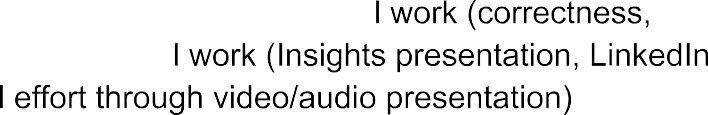 I work (correctness,
I work (Insights presentation, LinkedIn
l effort through video/audio presentation)